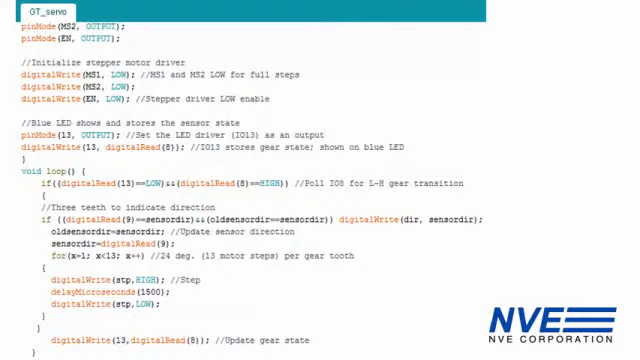 GT_servo
pinMode(MS2, OUTPUT);
pinMode(EN, OUTPUT);
//Initialize stepper motor driver
digitalWrite(MS1, LOW); //MS1 and MS2 LOW for full steps
digitalWrite(MS2, LOW);
digitalWrite(EN, LOW); //Stepper driver LOW enable
//Blue LED shows and stores the sensor state
pinMode(13, OUTPUT); //Set the LED driver (IO13) as an output
digitalWrite(13, digitalRead(8)); //IO13 stores gear state; shown on blue LED
}
void loop() {
if((digitalRead(13)==LOW)&&(digitalRead(8)==HIGH)) //Poll IO8 for L-H gear transition
{
//Three teeth to indicate direction
if ((digitalRead(9)==sensordir)&&(oldsensordir==sensordir)) digitalWrite(dir, sensordir);
oldsensordir=sensordir; //Update sensor direction
sensordir=digitalRead(9);
for(x=1; x<13; x++) //24 deg. (13 motor steps) per gear tooth
{
digitalWrite(stp,HIGH); //Step
delayMicroseconds(1500);
digitalWrite(stp,LOW);
}
}
digitalWrite(13,digitalRead(8)); //Update gear state
}
NVE
NVE CORPORATION